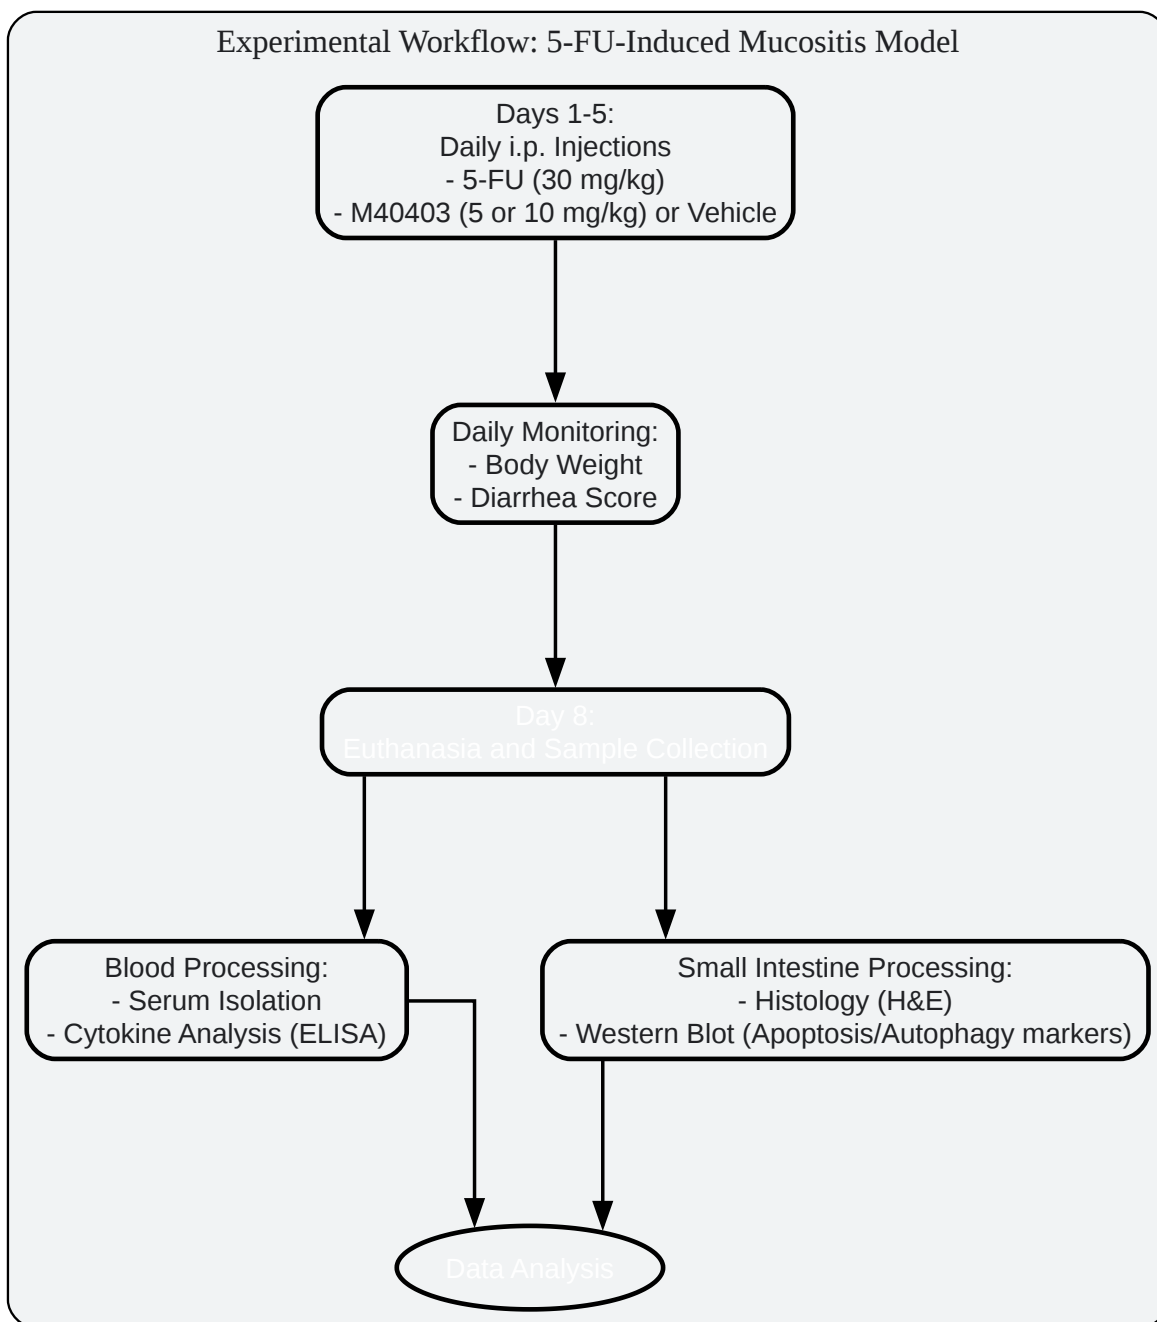 Experimental Workflow: 5-FU-Induced Mucositis Model
Days 1-5:
Daily i.p. Injections
- 5-FU (30 mg/kg)
- M40403 (5 or 10 mg/kg) or Vehicle
Daily Monitoring:
- Body Weight
- Diarrhea Score
Day 8:
Euthanasia and Sample Collection
Blood Processing:
- Serum Isolation
- Cytokine Analysis (ELISA)
Small Intestine Processing:
- Histology (H&E)
- Western Blot (Apoptosis/Autophagy markers)
Data Analysis